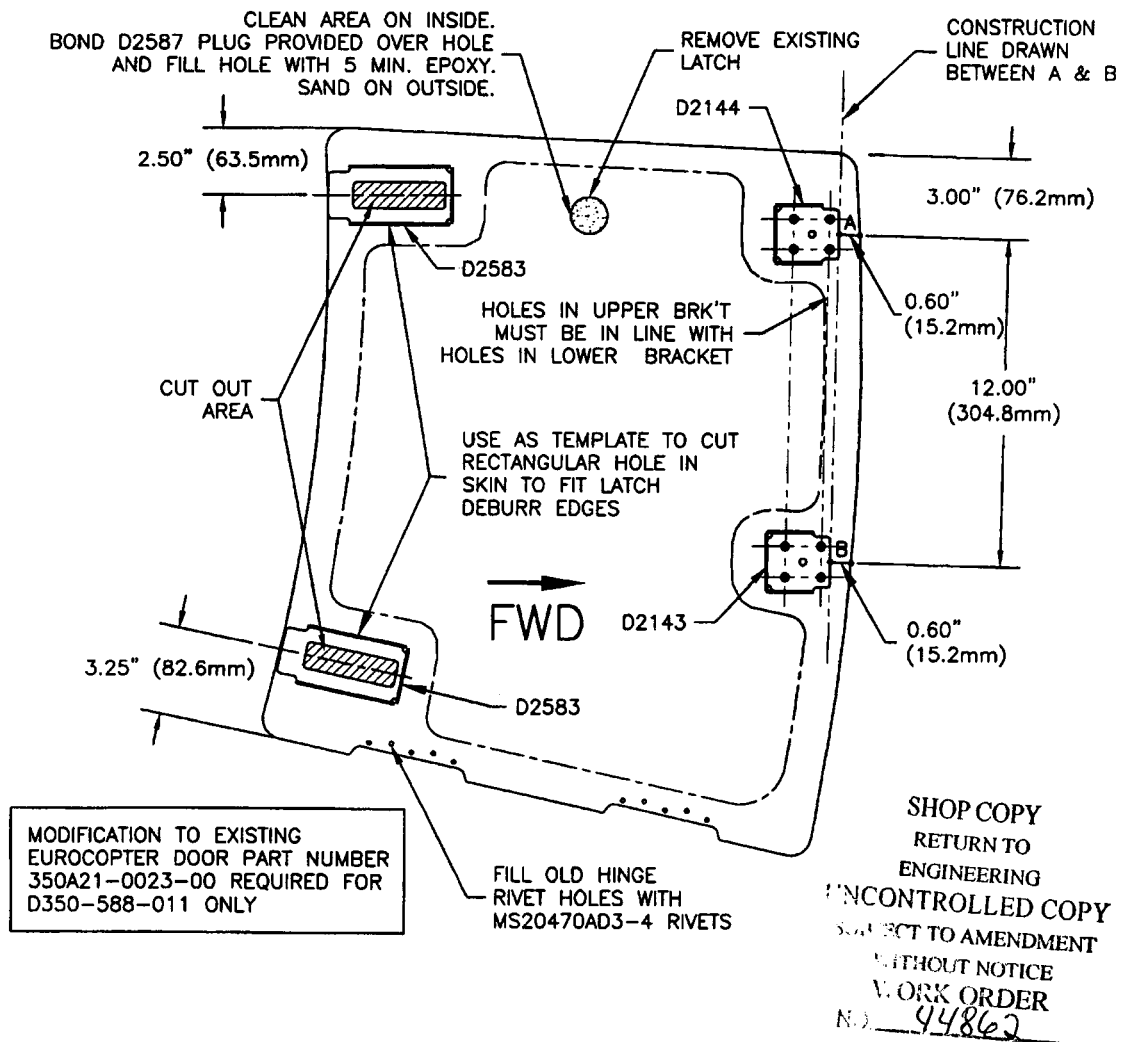 CLEAN AREA ON INSIDE.
BOND D2587 PLUG PROVIDED OVER HOLE
AND FILL HOLE WITH 5 MIN. EPOXY.
SAND ON OUTSIDE.
REMOVE EXISTING
LATCH
CONSTRUCTION
LINE DRAWN
BETWEEN A & B
D2144
2.50" (63.5mm)
3.00" (76.2mm)
A
D2583
0.60"
(15.2mm)
HOLES IN UPPER BRK'T
MUST BE IN LINE WITH
HOLES IN LOWER BRACKET
CUT OUT
AREA
12.00"
(304.8mm)
USE AS TEMPLATE TO CUT
RECTANGULAR HOLE IN
SKIN TO FIT LATCH
DEBURR EDGES
B
FWD
D2143
0.60"
(15.2mm)
3.25" (82.6mm)
D2583
MODIFICATION TO EXISTING
EUROCOPTER DOOR PART NUMBER
350A21-0023-00 REQUIRED FOR
D350-588-011 ONLY
FILL OLD HINGE
RIVET HOLES WITH
MS20470AD3-4 RIVETS
SHOP COPY
RETURN TO
ENGINEERING
UNCONTROLLED COPY
SUBJECT TO AMENDMENT
WITHOUT NOTICE
WORK ORDER
NO. 44862